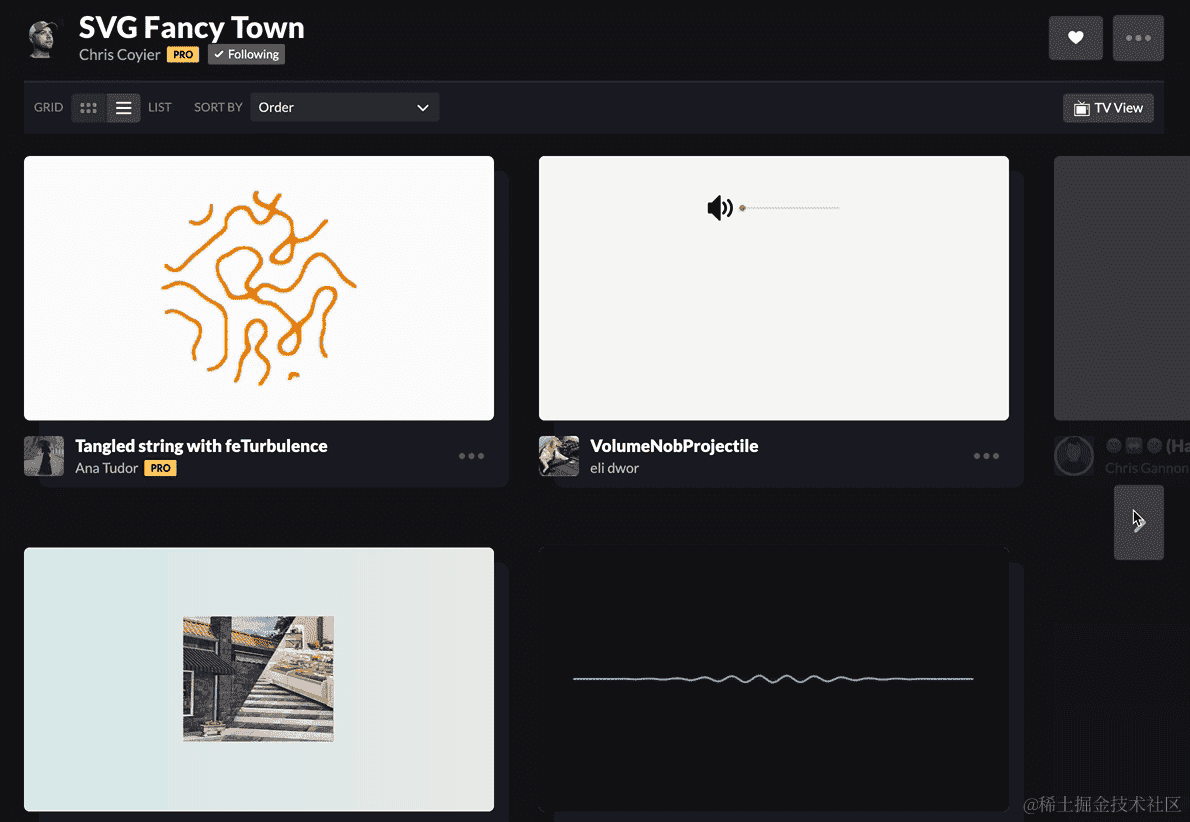 SVG Fancy Town
Chris Coyier PRO Following
GRID LIST SORT BY Order TV View
Tangled string with feTurbulence
Ana Tudor PRO
VolumeNobProjectile
eli dwor
(Ha
Chris Gannon
@稀土掘金技术社区